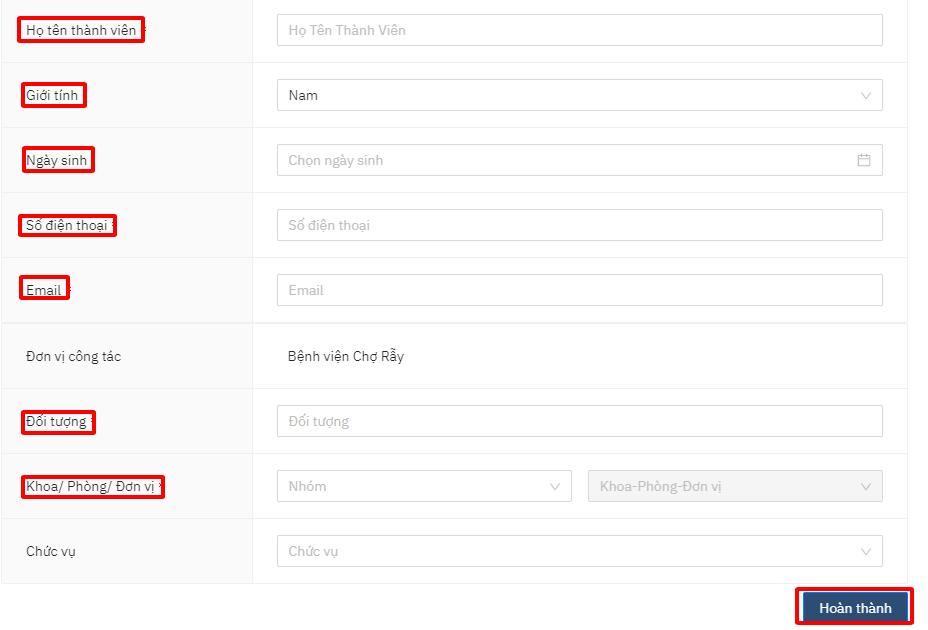 Họ tên thành viên *
Họ Tên Thành Viên
Giới tính
Nam
Ngày sinh
Chọn ngày sinh
Số điện thoại *
Số điện thoại
Email *
Email
Đơn vị công tác
Bệnh viện Chợ Rẫy
Đối tượng *
Đối tượng
Khoa/ Phòng/ Đơn vị *
Nhóm
Khoa-Phòng-Đơn vị
Chức vụ
Chức vụ
Hoàn thành